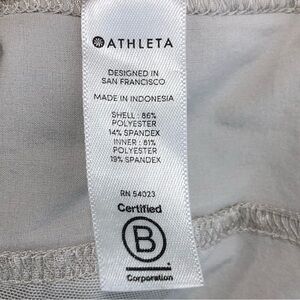 ATHLETA
DESIGNED IN
SAN FRANCISCO
MADE IN INDONESIA
SHELL : 86%
POLYESTER
14% SPANDEX
INNER : 81%
POLYESTER
19% SPANDEX
RN 54023
Certified
B
Corporation